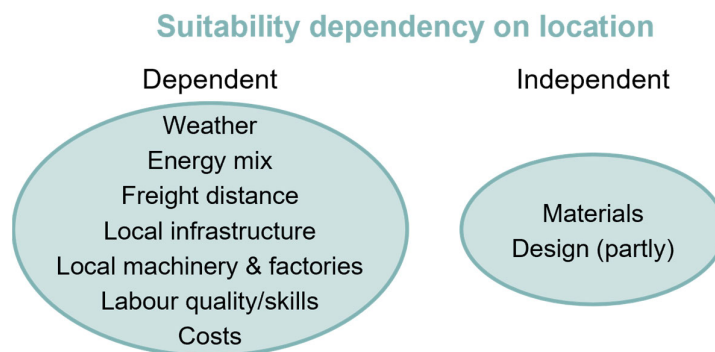 Suitability dependency on location
Dependent
Weather
Energy mix
Freight distance
Local infrastructure
Local machinery & factories
Labour quality/skills
Costs
Independent
Materials
Design (partly)